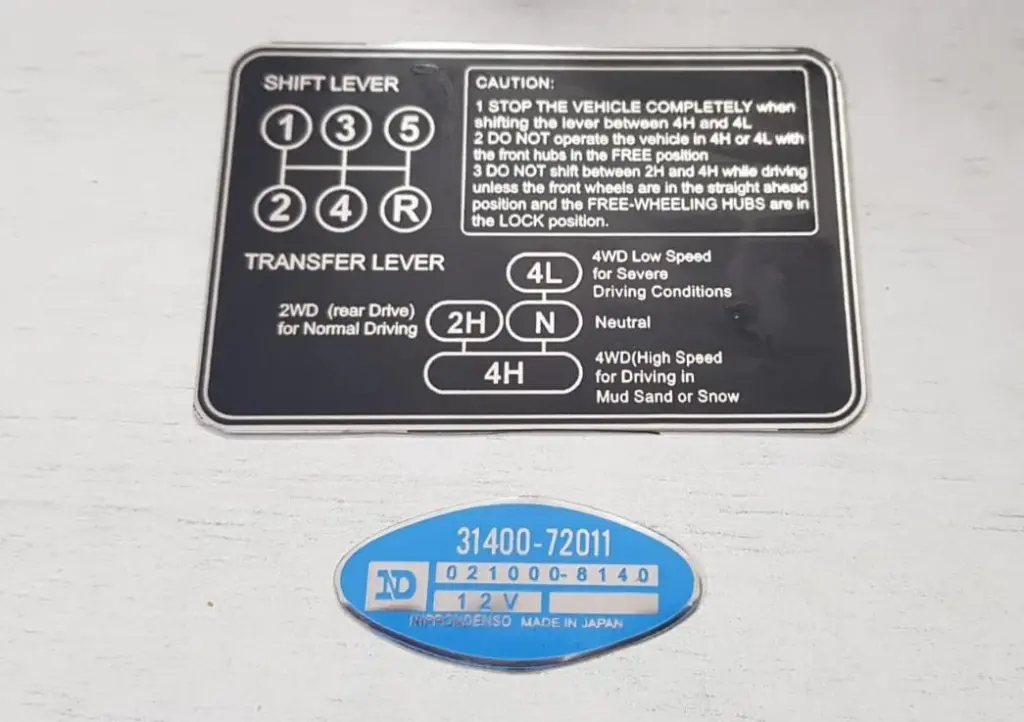 SHIFT LEVER
1 3 5
2 4 R
CAUTION:
1 STOP THE VEHICLE COMPLETELY when
shifting the lever between 4H and 4L
2 DO NOT operate the vehicle in 4H or 4L with
the front hubs in the FREE position
3 DO NOT shift between 2H and 4H while driving
unless the front wheels are in the straight ahead
position and the FREE-WHEELING HUBS are in
the LOCK position.
TRANSFER LEVER
4L
4WD Low Speed
for Severe
Driving Conditions
2WD (rear Drive)
for Normal Driving
2H N
Neutral
4H
4WD(High Speed
for Driving in
Mud Sand or Snow
31400-72011
ND
021000-8140
12V
NIPPONDENSO MADE IN JAPAN